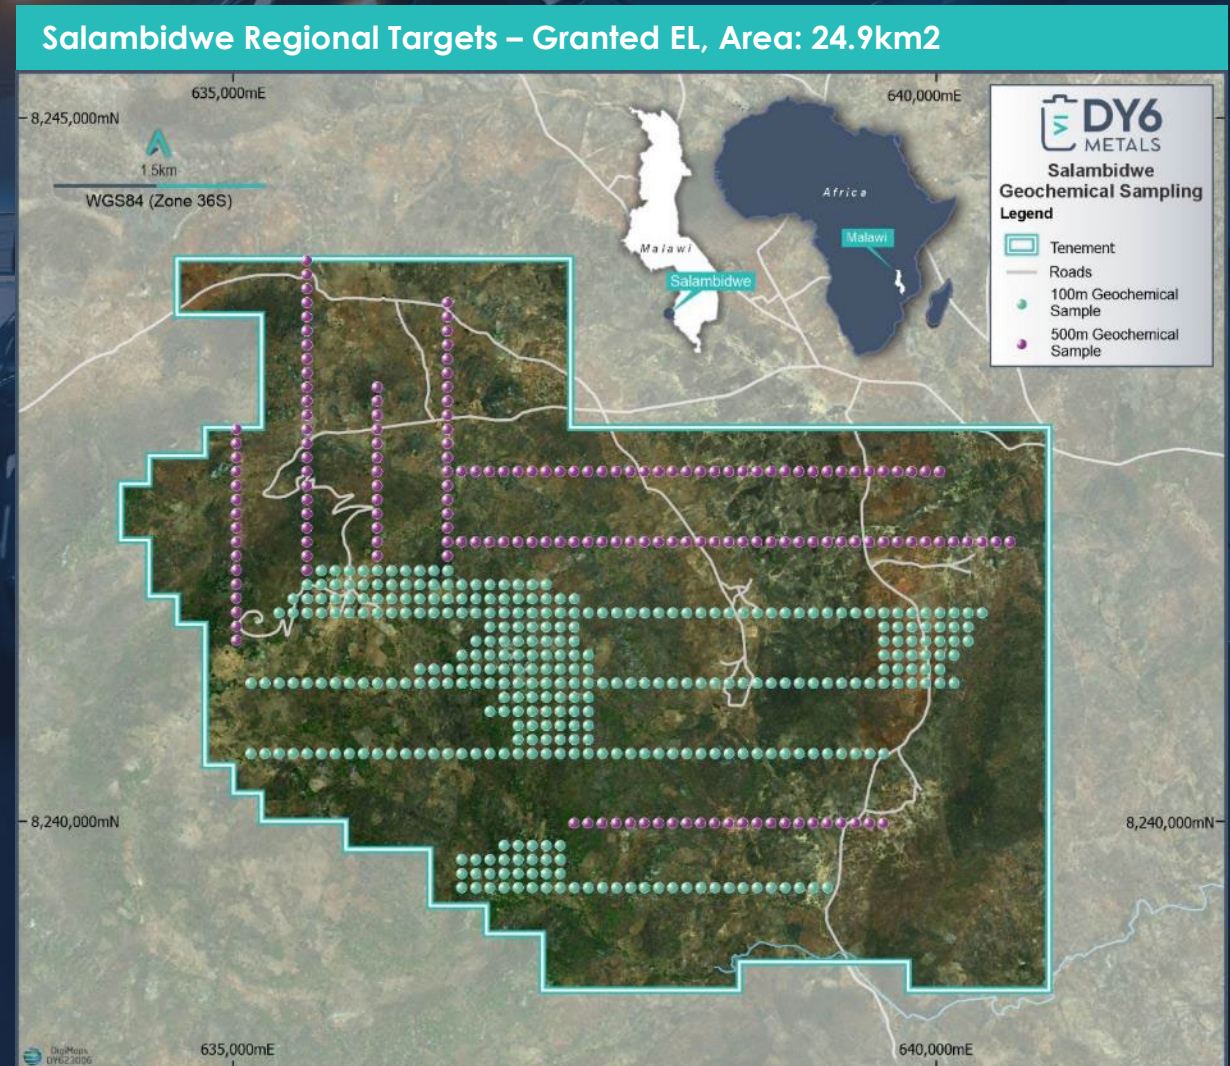 Salambidwe Regional Targets – Granted EL, Area: 24.9km2
635,000mE
640,000mE
8,245,000mN
1.5km
WGS84 (Zone 36S)
Malawi
Salambidwe
Africa
Malawi
DY6
METALS
Salambidwe
Geochemical Sampling
Legend
Tenement
Roads
100m Geochemical
Sample
500m Geochemical
Sample
8,240,000mN
8,240,000mN
635,000mE
640,000mE
DigiMaps
DY623006